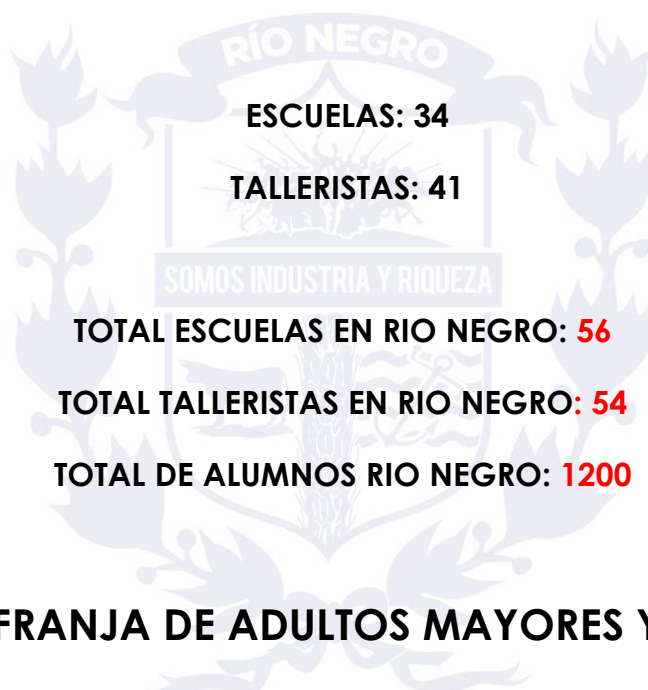 RÍO NEGRO
ESCUELAS: 34
TALLERISTAS: 41
SOMOS INDUSTRIA Y RIQUEZA
TOTAL ESCUELAS EN RIO NEGRO: 56
TOTAL TALLERISTAS EN RIO NEGRO: 54
TOTAL DE ALUMNOS RIO NEGRO: 1200
FRANJA DE ADULTOS MAYORES Y